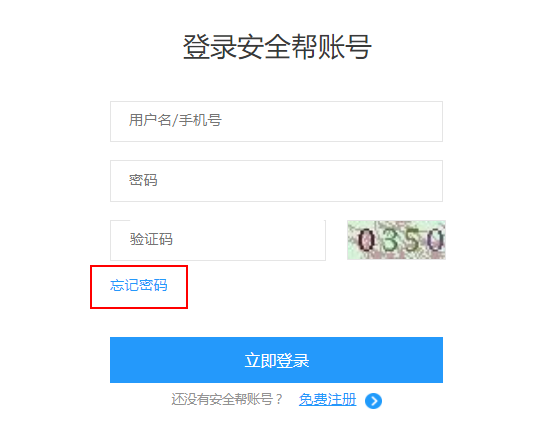 登录安全帮账号
用户名/手机号
密码
验证码
0350
忘记密码
立即登录
还没有安全帮账号？ 免费注册